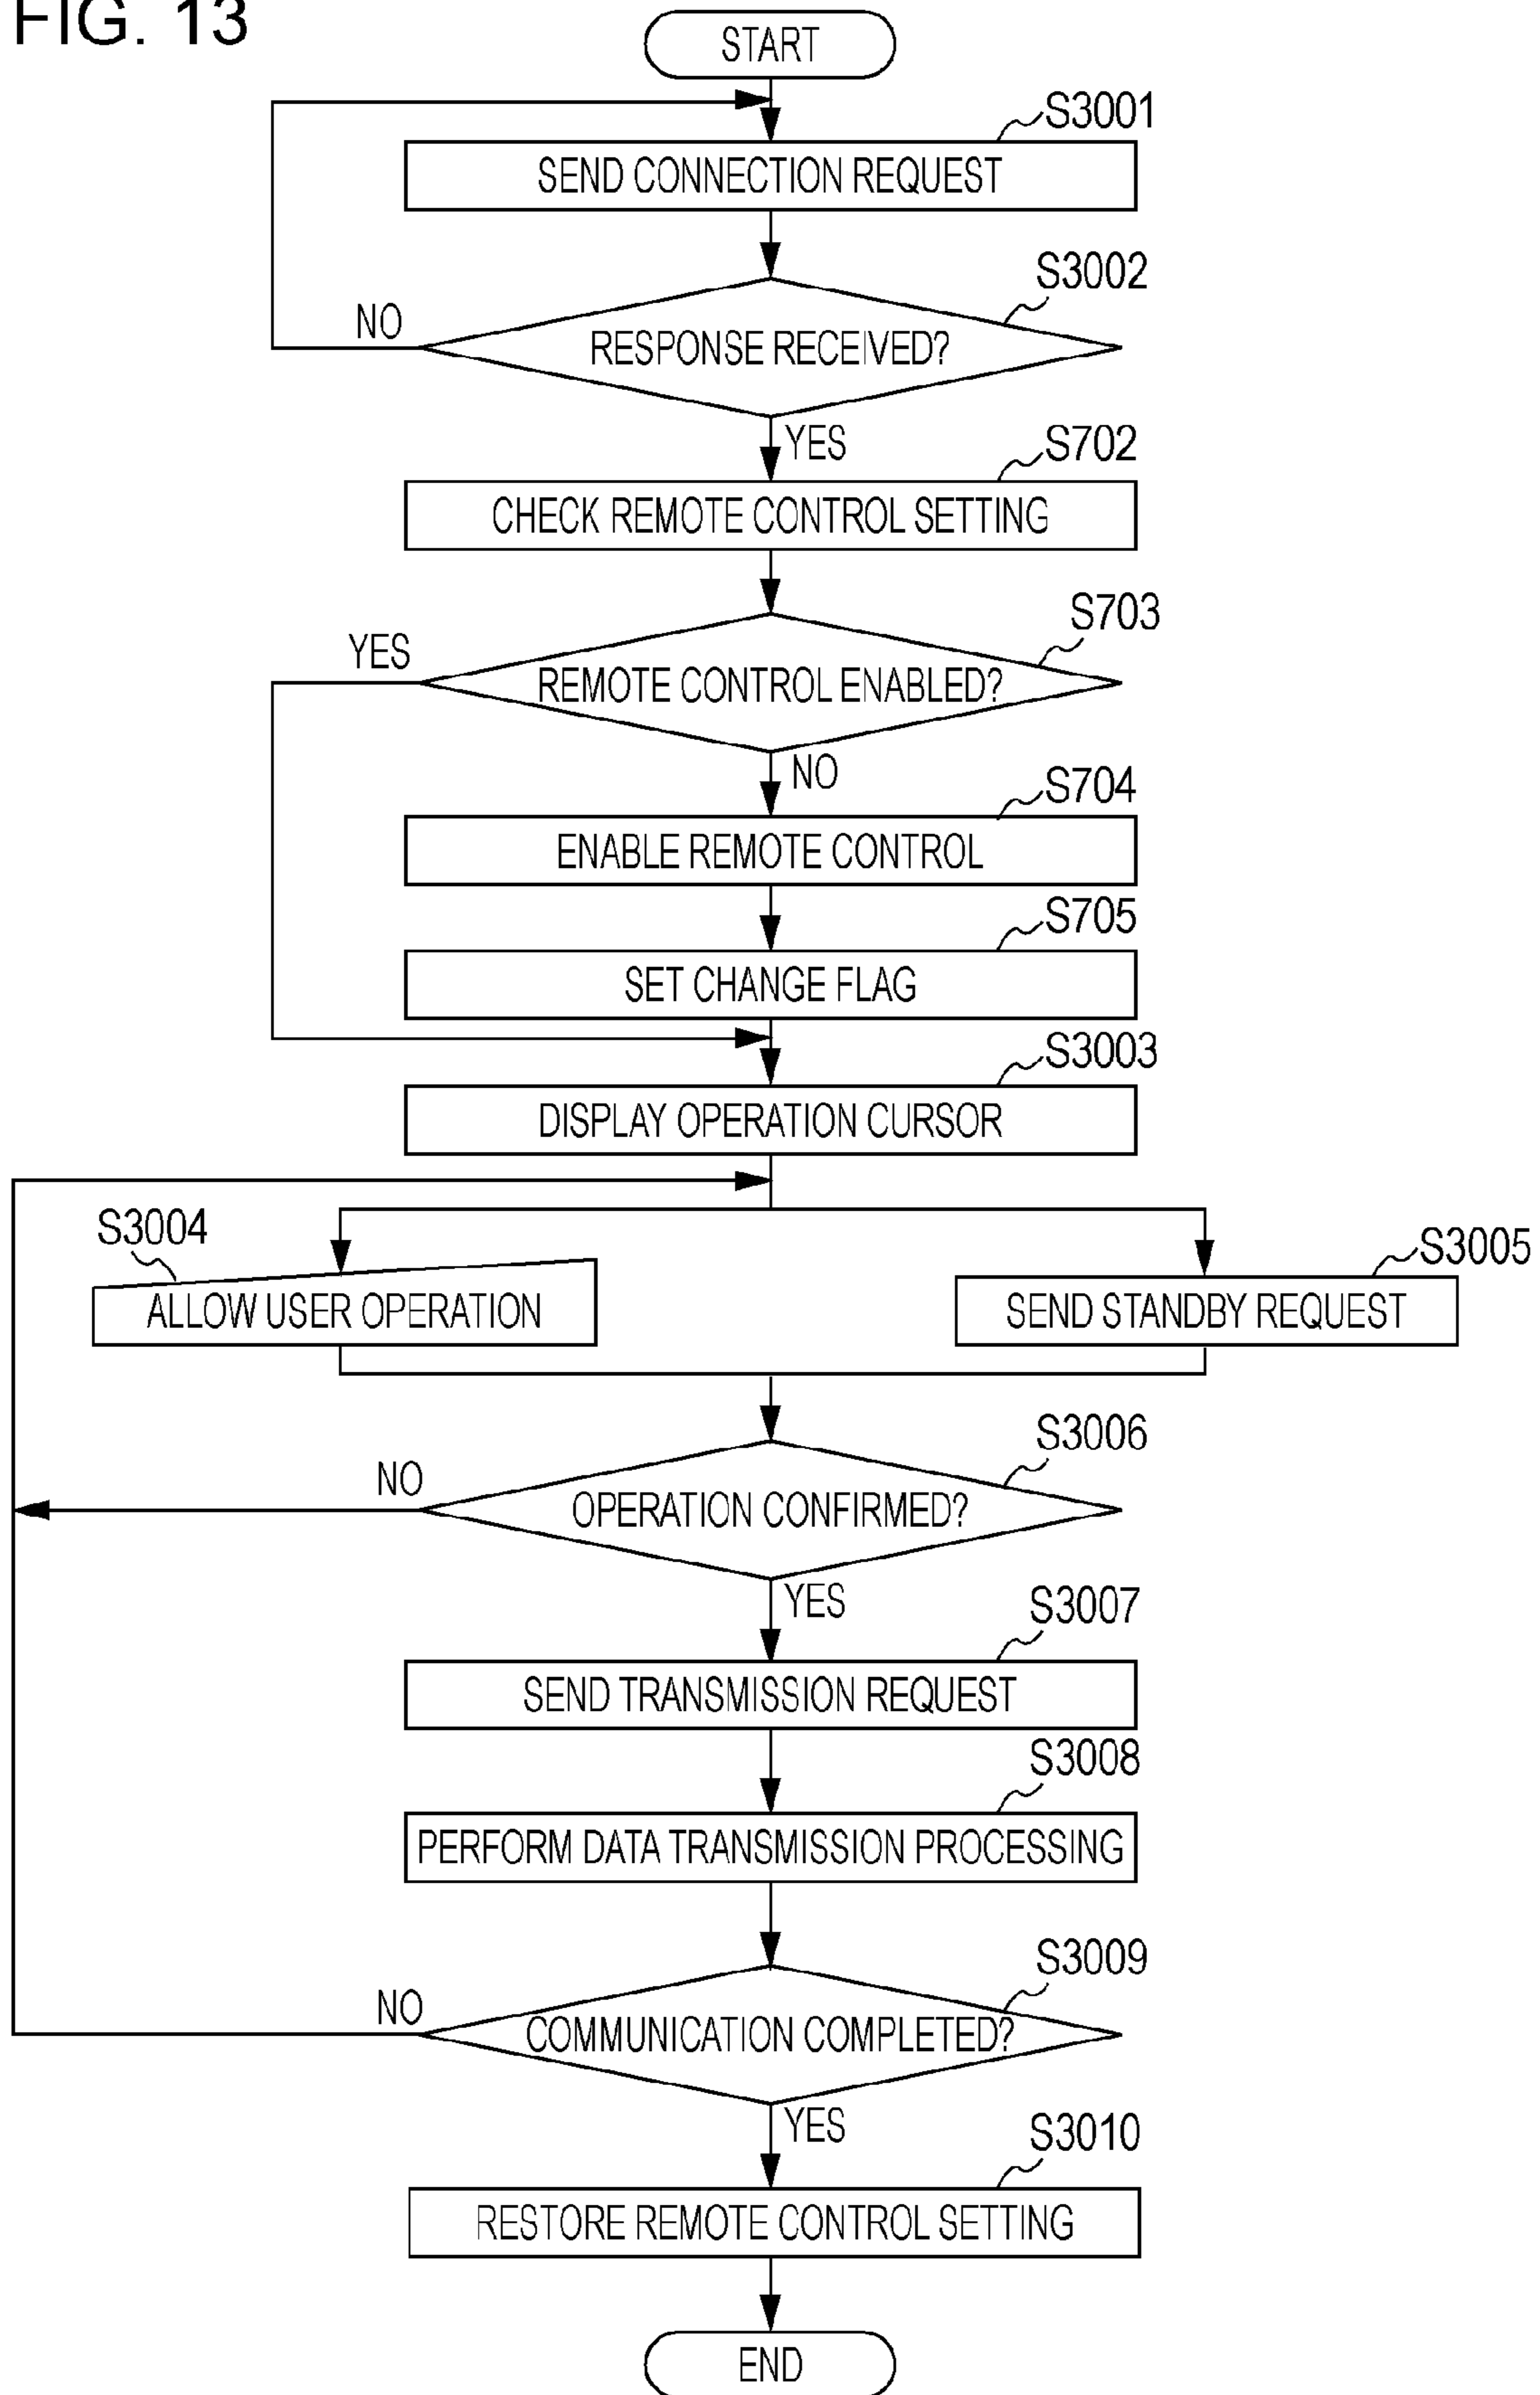 FIG. 13
START
S3001
SEND CONNECTION REQUEST
S3002
NO
RESPONSE RECEIVED?
YES
S702
CHECK REMOTE CONTROL SETTING
S703
YES
REMOTE CONTROL ENABLED?
NO
S704
ENABLE REMOTE CONTROL
S705
SET CHANGE FLAG
S3003
DISPLAY OPERATION CURSOR
S3004
S3005
ALLOW USER OPERATION
SEND STANDBY REQUEST
S3006
NO
OPERATION CONFIRMED?
YES
S3007
SEND TRANSMISSION REQUEST
S3008
PERFORM DATA TRANSMISSION PROCESSING
S3009
NO
COMMUNICATION COMPLETED?
YES
S3010
RESTORE REMOTE CONTROL SETTING
END